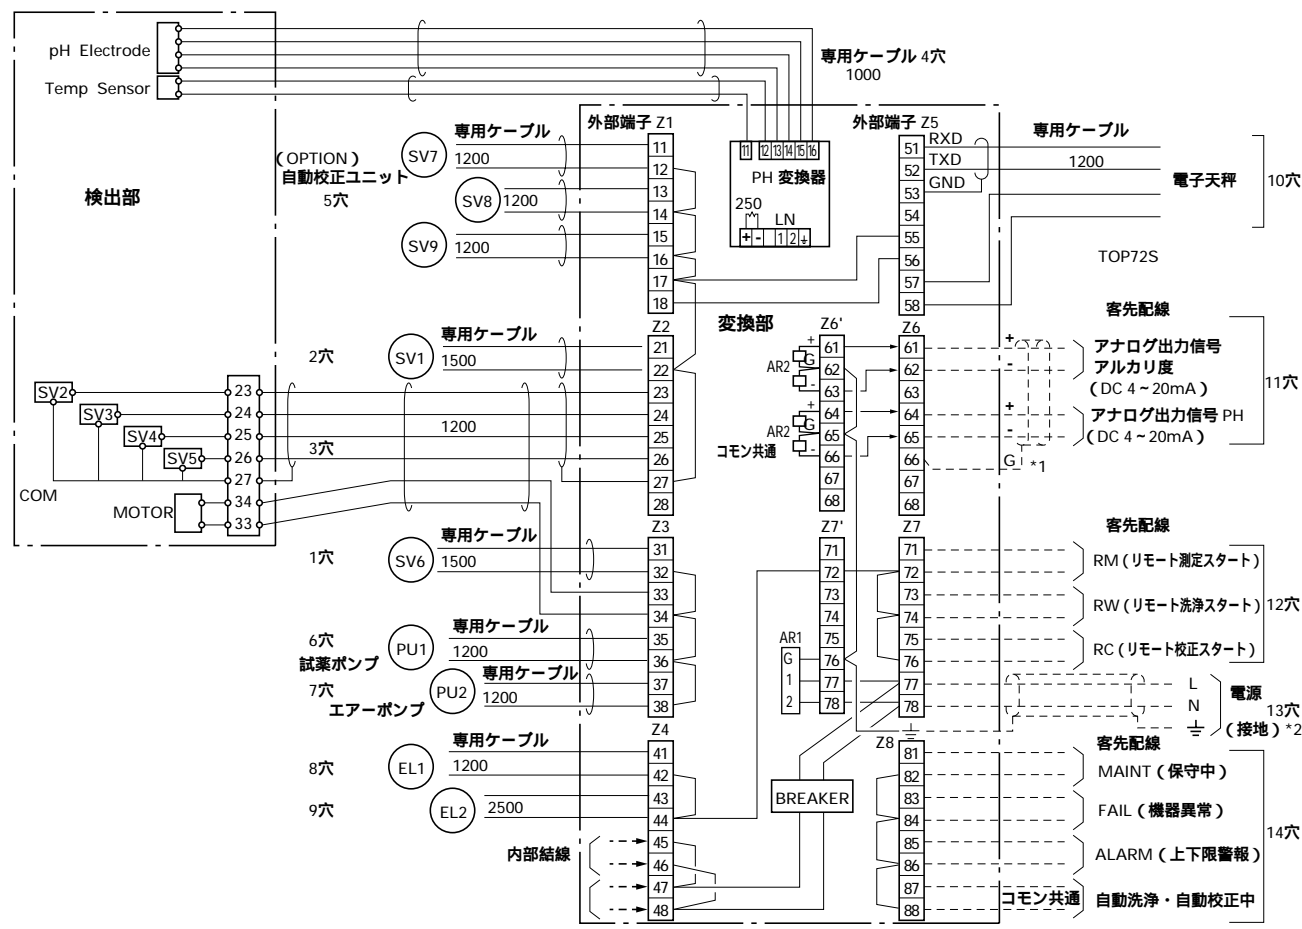 pH Electrode
Temp Sensor
検出部
専用ケーブル 4穴
1000
外部端子 Z1
専用ケーブル
SV7
1200
(OPTION)
自動校正ユニット
5穴
SV8
1200
SV9
1200
11
12
13
14
15
16
17
18
11 12 13 14 15 16
PH 変換器
250
LN
+ - 1 2
外部端子 Z5
51
52
53
54
55
56
57
58
RXD
TXD
GND
専用ケーブル
1200
電子天秤
10穴
TOP72S
変換部
Z2
専用ケーブル
2穴
SV1
1500
21
22
23
24
25
26
27
28
SV2
SV3
SV4
SV5
COM
MOTOR
23
24
25
26
27
34
33
1200
3穴
Z6'
61
62
63
64
65
66
67
68
+
G
AR2
-
+
G
AR2
-
コモン共通
Z6
61
62
63
64
65
66
67
68
客先配線
+
-
アナログ出力信号
アルカリ度
(DC 4~20mA)
11穴
+
-
アナログ出力信号 PH
(DC 4~20mA)
G *1
Z3
専用ケーブル
1穴
SV6
1500
31
32
33
34
35
36
37
38
専用ケーブル
6穴
試薬ポンプ
PU1
1200
専用ケーブル
7穴
エアーポンプ
PU2
1200
Z7'
71
72
73
74
75
76
77
78
AR1
G
1
2
Z7
71
72
73
74
75
76
77
78
客先配線
RM(リモート測定スタート)
RW(リモート洗浄スタート)
12穴
RC(リモート校正スタート)
L
N
電源
13穴
(接地)*2
Z4
専用ケーブル
8穴
EL1
1200
9穴
EL2
2500
内部結線
41
42
43
44
45
46
47
48
BREAKER
Z8
81
82
83
84
85
86
87
88
客先配線
MAINT(保守中)
FAIL(機器異常)
14穴
ALARM(上下限警報)
コモン共通
自動洗浄・自動校正中